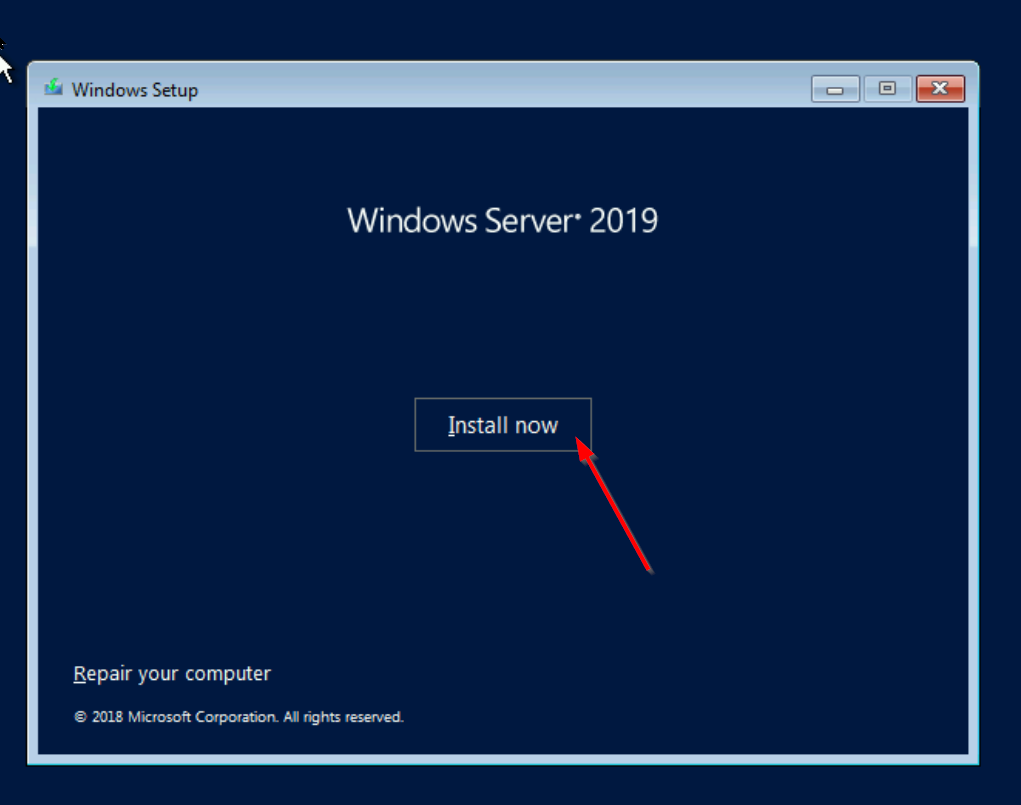 Windows Setup
Windows Server® 2019
Install now
Repair your computer
© 2018 Microsoft Corporation. All rights reserved.